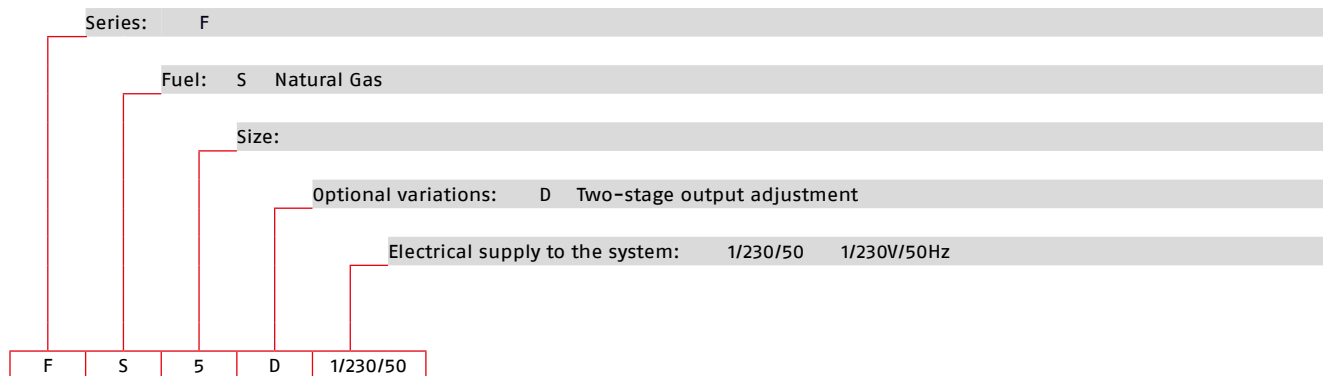 Series: F
Fuel: S Natural Gas
Size:
Optional variations: D Two-stage output adjustment
Electrical supply to the system: 1/230/50 1/230V/50Hz
F S 5 D 1/230/50